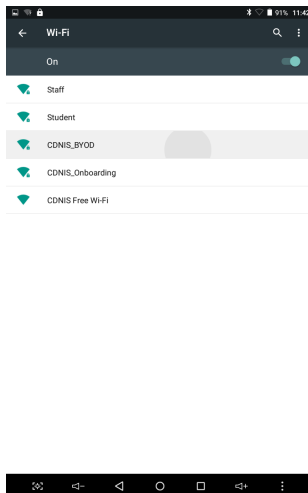 91% 11:42
Wi-Fi
On
Staff
Student
CDNIS_BYOD
CDNIS_Onboarding
CDNIS Free Wi-Fi